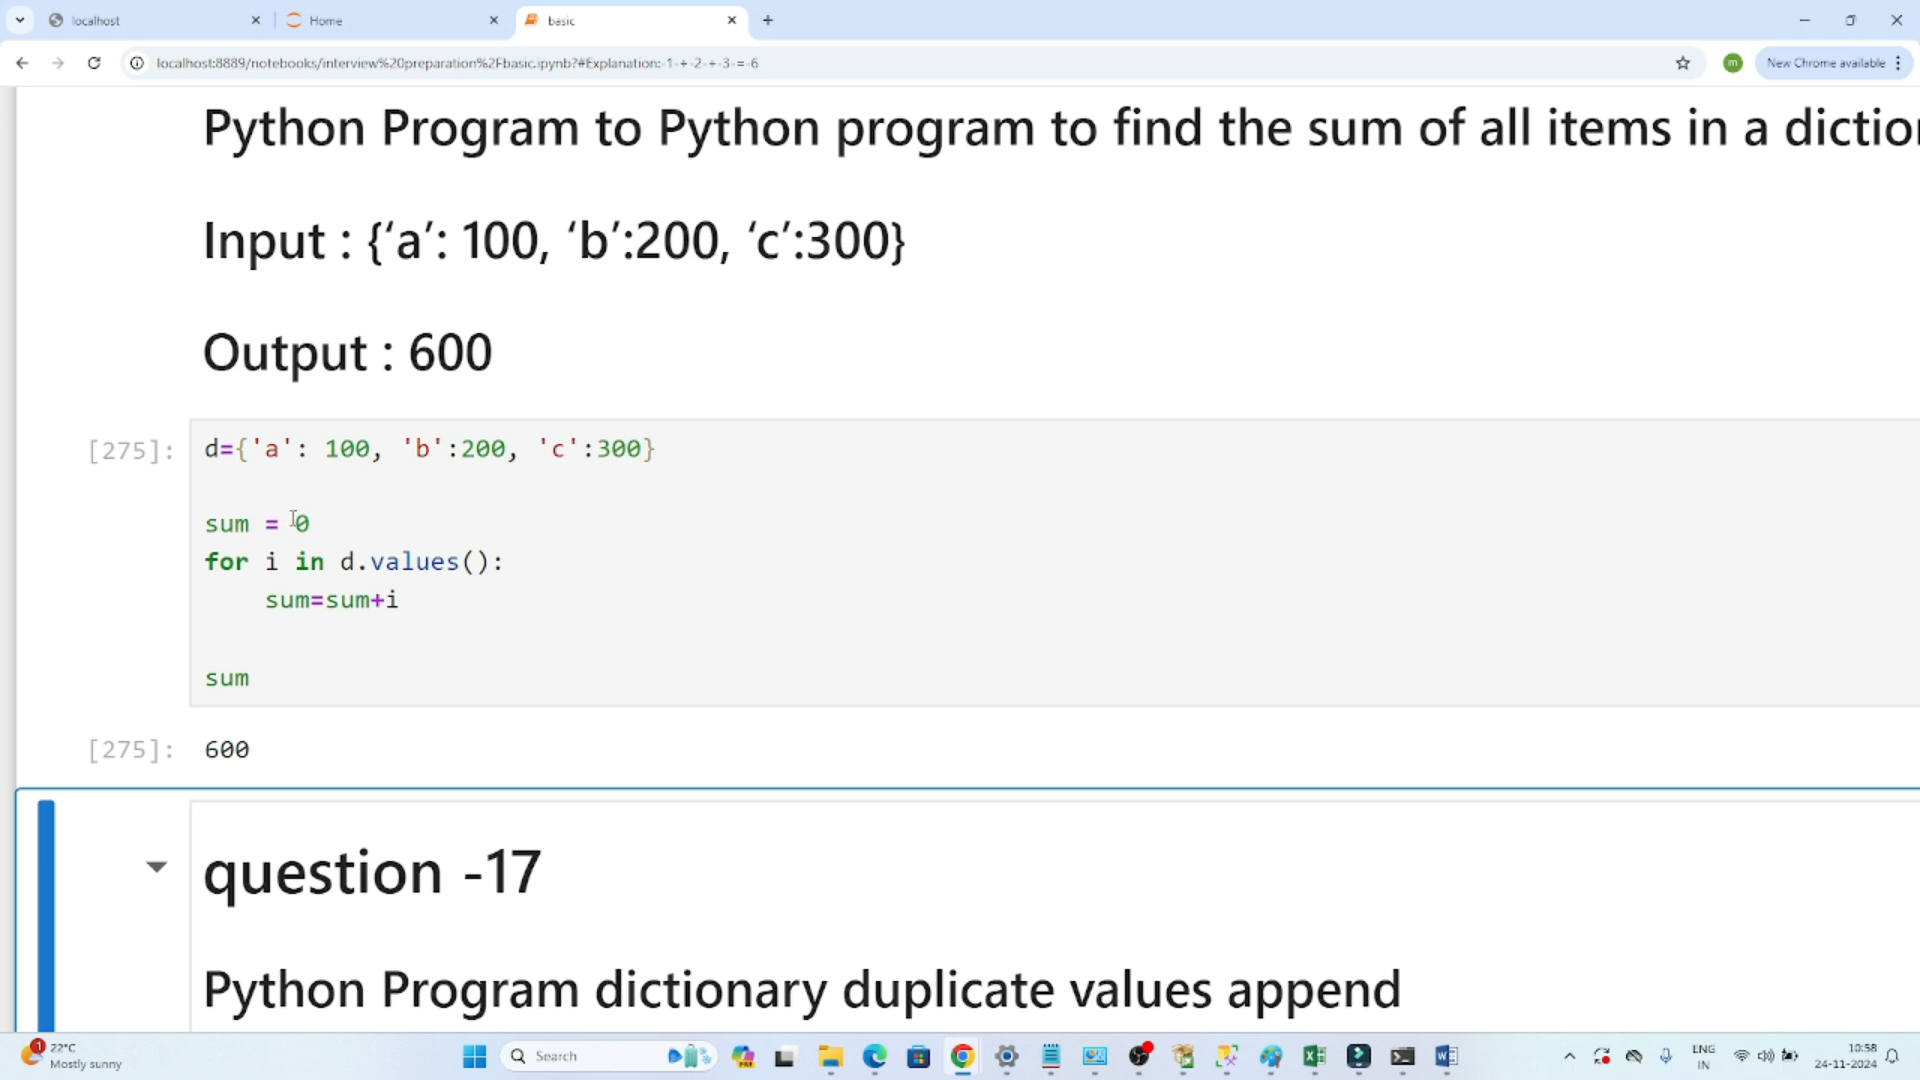 localhost
Home
basic
localhost:8889/notebooks/interview%20preparation%2Fbasic.ipynb?#Explanation:-1-+-2-+-3-=-6
New Chrome available
Python Program to Python program to find the sum of all items in a dictio
Input : {‘a’: 100, ‘b’:200, ‘c’:300}
Output : 600
[275]:
d={'a': 100, 'b':200, 'c':300}
sum = 0
for i in d.values():
    sum=sum+i
sum
[275]:
600
question -17
Python Program dictionary duplicate values append
1
22°C
Mostly sunny
Search
ENG
IN
10:58
24-11-2024